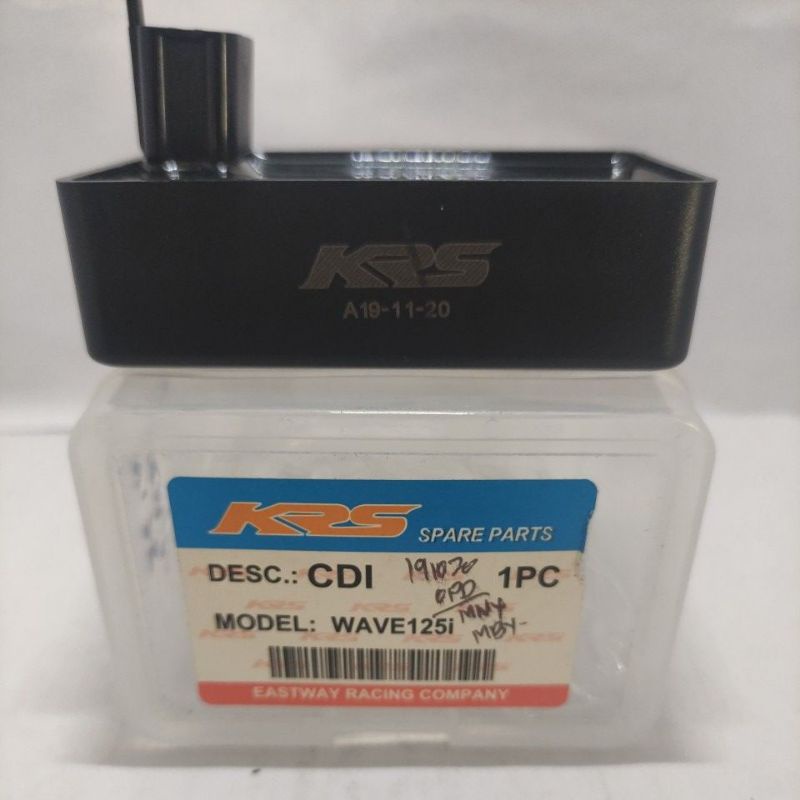 KRS
A19-11-20
KRS SPARE PARTS
DESC.: CDI 1PC
MODEL: WAVE125i
EASTWAY RACING COMPANY